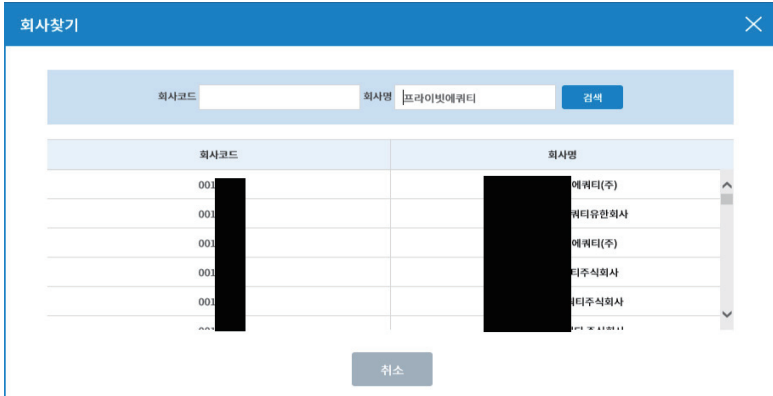 회사찾기
회사코드 회사명 프라이빗에쿼티 검색
회사코드 회사명
001 에쿼티(주)
001 쿼티유한회사
001 에쿼티(주)
001 티주식회사
001 티주식회사
취소